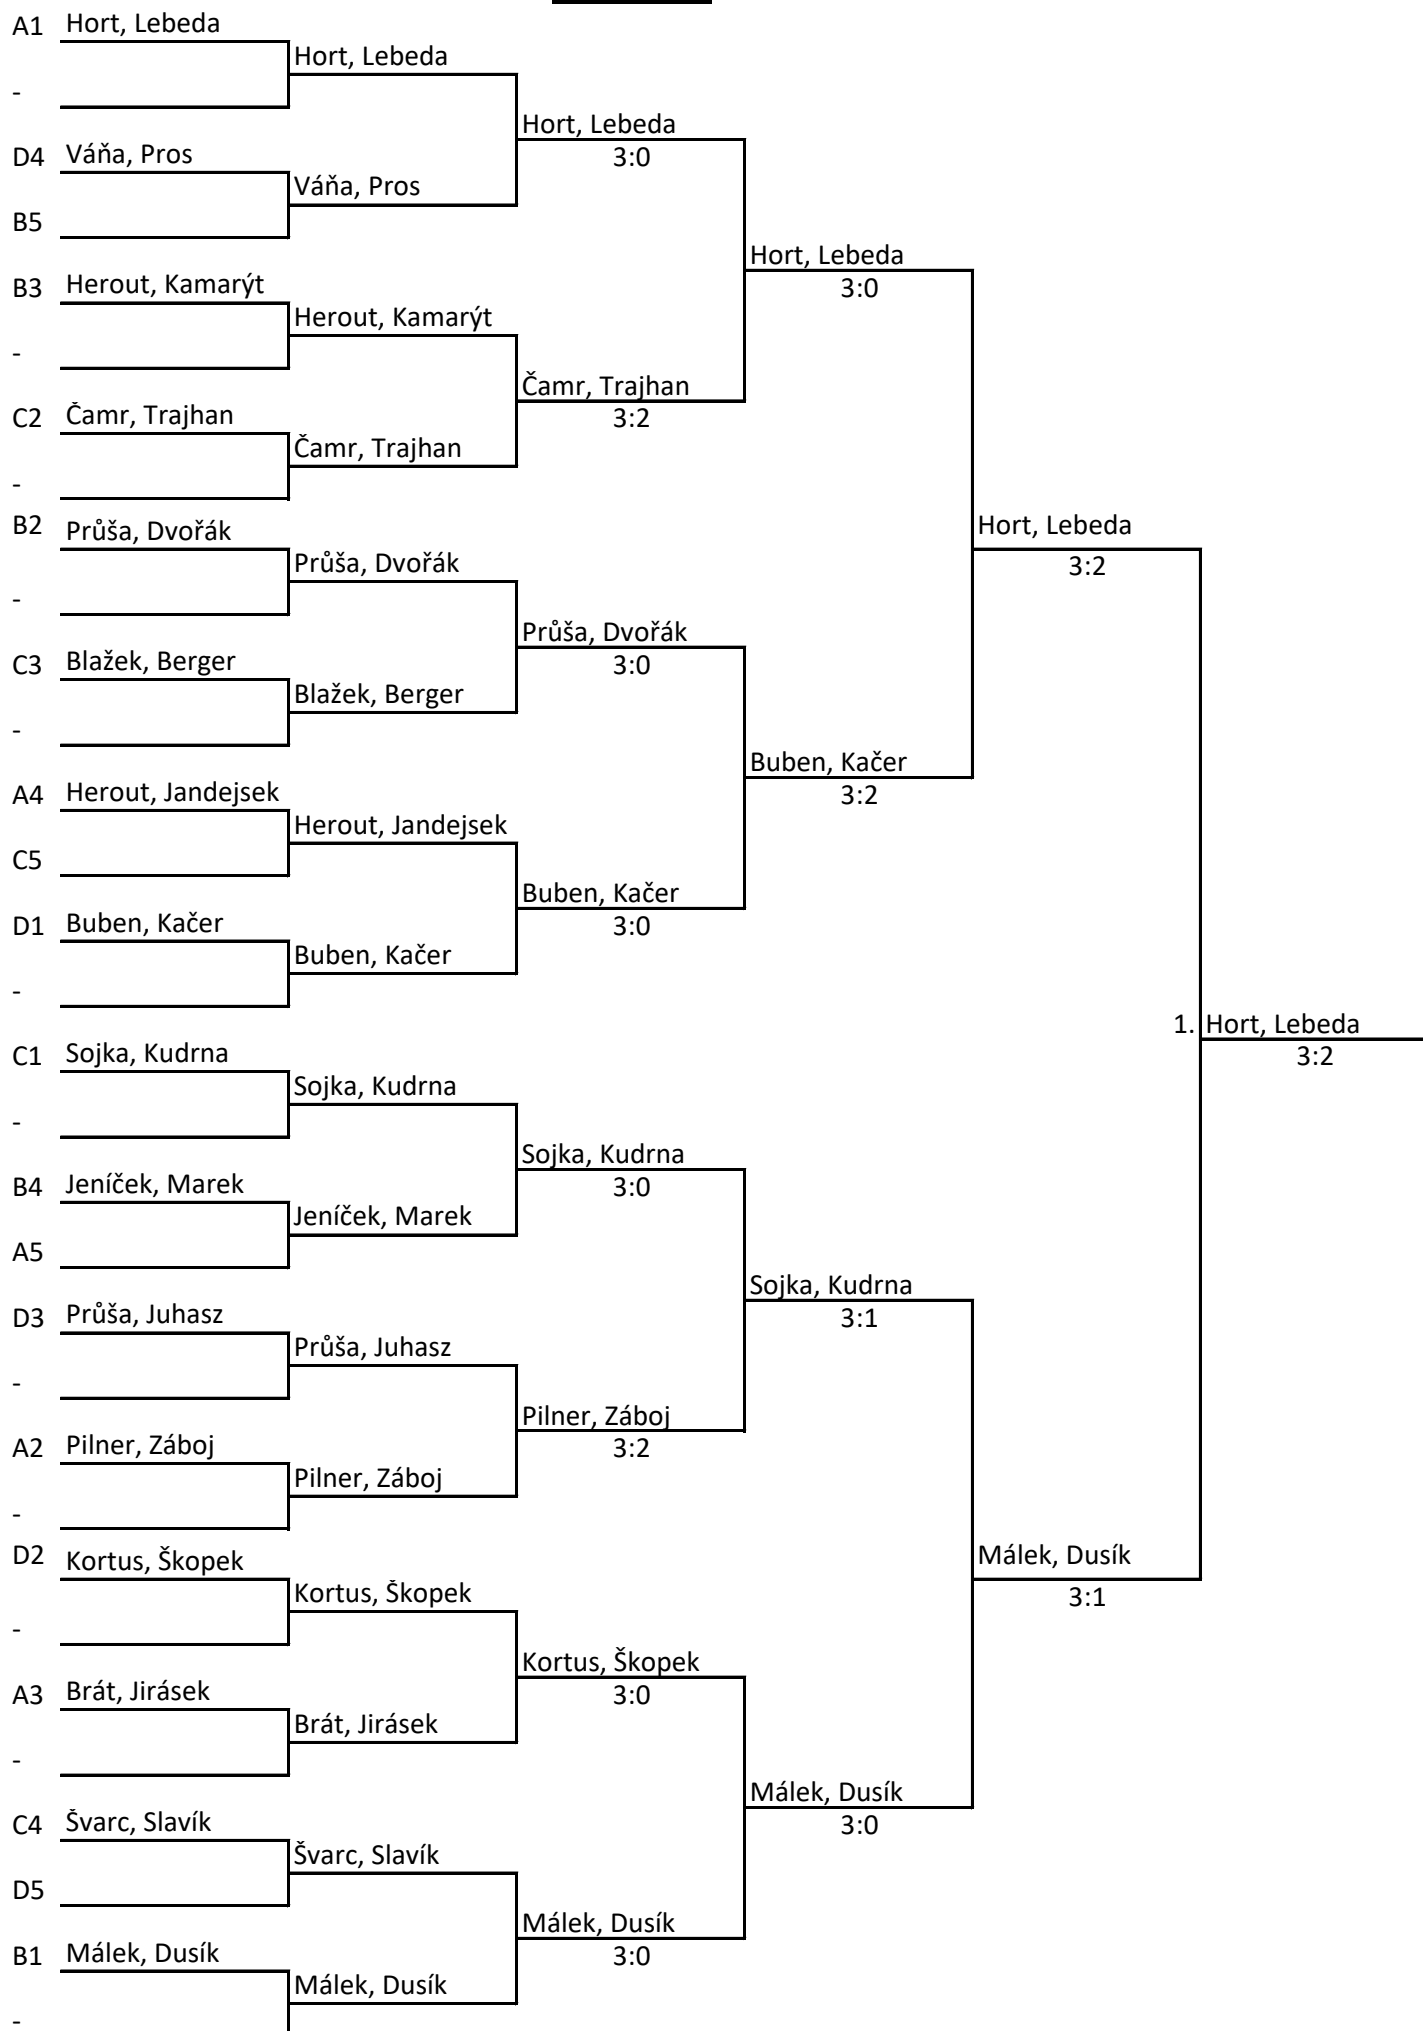 A1 Hort, Lebeda
Hort, Lebeda
-
Hort, Lebeda
D4 Váňa, Pros
3:0
Váňa, Pros
B5
Hort, Lebeda
B3 Herout, Kamarýt
3:0
Herout, Kamarýt
-
Čamr, Trajhan
C2 Čamr, Trajhan
3:2
Čamr, Trajhan
-
B2 Průša, Dvořák
Hort, Lebeda
Průša, Dvořák
3:2
-
Průša, Dvořák
C3 Blažek, Berger
3:0
Blažek, Berger
-
Buben, Kačer
A4 Herout, Jandejsek
3:2
Herout, Jandejsek
C5
Buben, Kačer
D1 Buben, Kačer
3:0
Buben, Kačer
-
1. Hort, Lebeda
C1 Sojka, Kudrna
3:2
Sojka, Kudrna
-
Sojka, Kudrna
B4 Jeníček, Marek
3:0
Jeníček, Marek
A5
Sojka, Kudrna
D3 Průša, Juhasz
3:1
Průša, Juhasz
-
Pilner, Záboj
A2 Pilner, Záboj
3:2
Pilner, Záboj
-
D2 Kortus, Škopek
Málek, Dusík
Kortus, Škopek
3:1
-
Kortus, Škopek
A3 Brát, Jirásek
3:0
Brát, Jirásek
-
Málek, Dusík
C4 Švarc, Slavík
3:0
Švarc, Slavík
D5
Málek, Dusík
B1 Málek, Dusík
3:0
Málek, Dusík
-